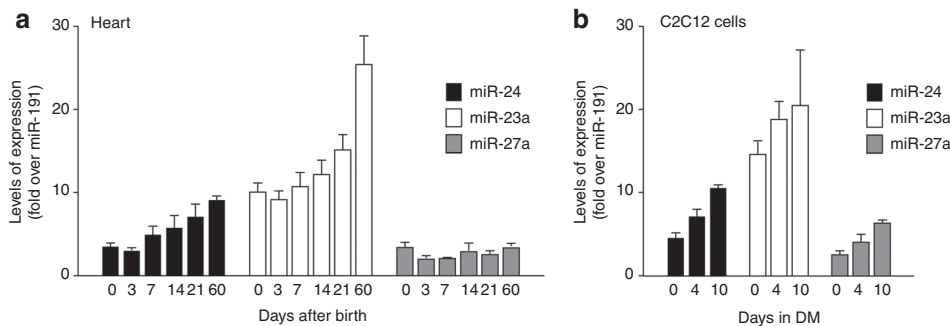 a Heart
30
20
10
0
Levels of expression
(fold over miR-191)
miR-24
miR-23a
miR-27a
0 3 7 14 21 60 0 3 7 14 21 60 0 3 7 14 21 60
Days after birth
b C2C12 cells
30
20
10
0
Levels of expression
(fold over miR-191)
miR-24
miR-23a
miR-27a
0 4 10 0 4 10 0 4 10
Days in DM